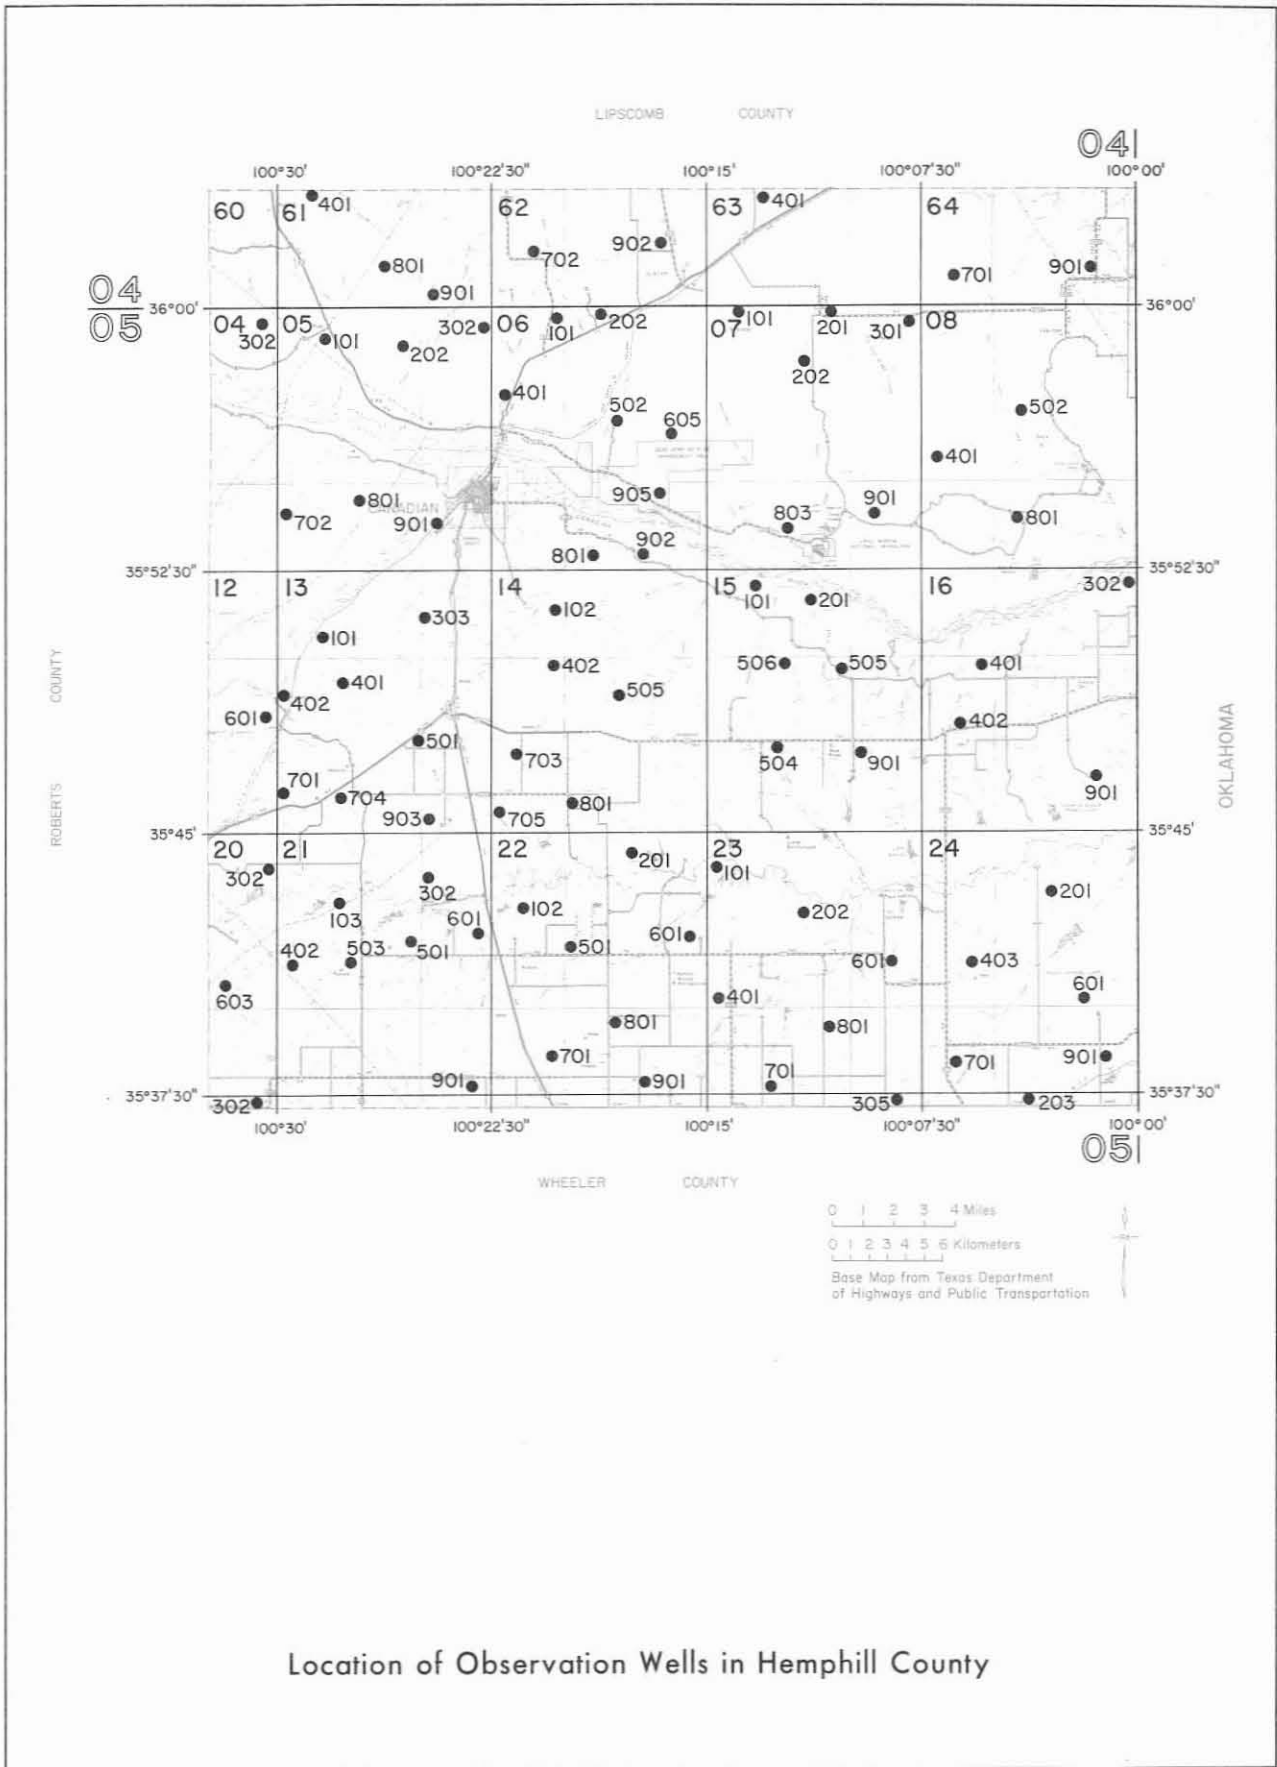 LIPSCOMB COUNTY
04
100°30' 100°22'30" 100°15' 100°07'30" 100°00'
60 61 401 62 63 401 64
902
702
801 701 901
901
04 36°00'
36°00'
05
04 05 302 06 101 202 07 101 201 301 08
302 101 202
202
401
502 605 502
401
801 905 901
702 CANADIAN 901 803 801
801 902
35°52'30" 35°52'30"
12 13 14 15 16 302
303 102 101 201
101
402 506 505 401
401
402 505
601 402
501 703 504 901
901
701 704 801
903 705
35°45' 35°45'
20 21 22 201 23 24
302 302 101 201
103 102 202
601 601
402 503 501 501 601 403
603 401 601
801 801
701 701 901
901 901 701
35°37'30" 35°37'30"
302 305 203
100°30' 100°22'30" 100°15' 100°07'30" 100°00'
05
ROBERTS COUNTY
OKLAHOMA
WHEELER COUNTY
0 1 2 3 4 Miles
0 1 2 3 4 5 6 Kilometers
Base Map from Texas Department
of Highways and Public Transportation
Location of Observation Wells in Hemphill County